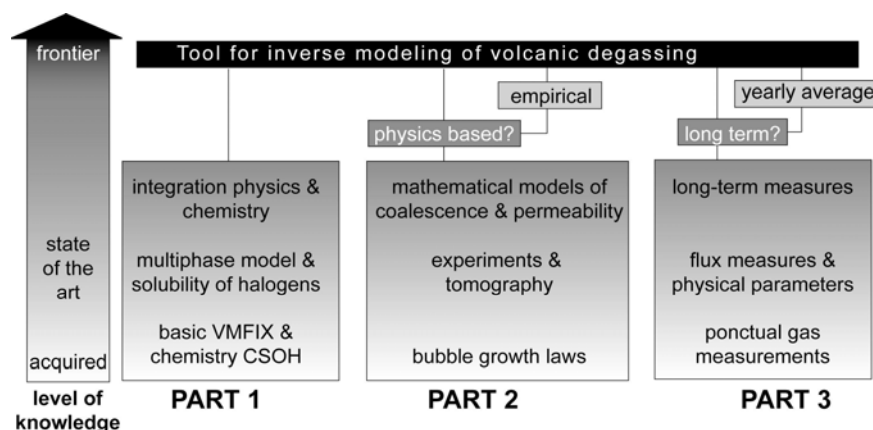 frontier
Tool for inverse modeling of volcanic degassing
empirical
yearly average
physics based?
long term?
integration physics &
chemistry
mathematical models of
coalescence & permeability
long-term measures
state
of the
art
multiphase model &
solubility of halogens
experiments &
tomography
flux measures &
physical parameters
basic VMFIX &
chemistry CSOH
bubble growth laws
ponctual gas
measurements
acquired
level of
knowledge
PART 1
PART 2
PART 3